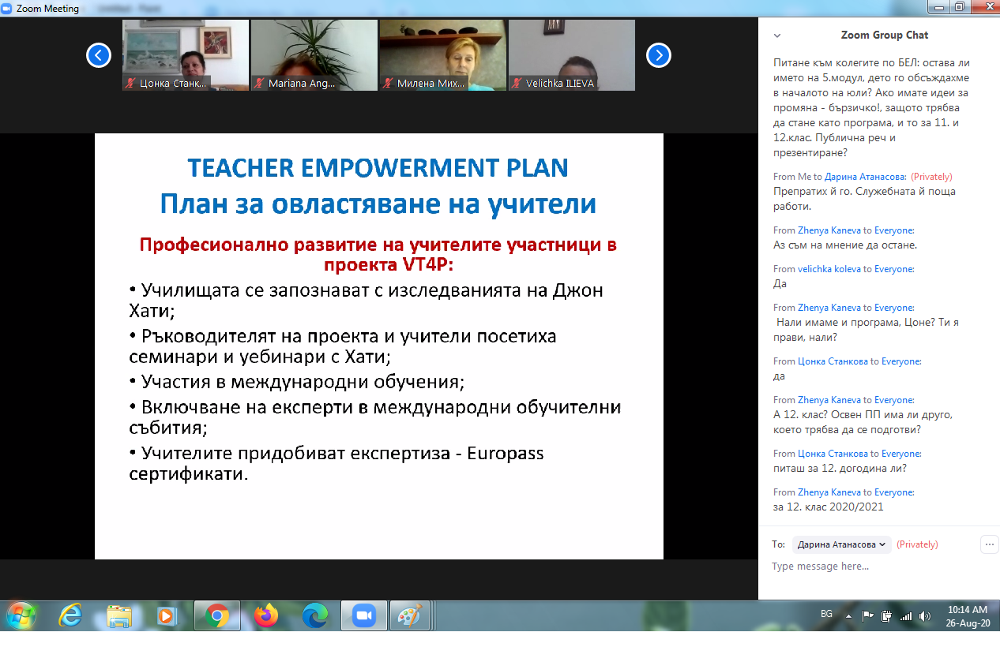 Zoom Meeting
Цонка Станк...
Mariana Ang...
Милена Мих...
Velichka ILIEVA
TEACHER EMPOWERMENT PLAN
План за овластяване на учители
Професионално развитие на учителите участници в
проекта VT4P:
• Училищата се запознават с изследванията на Джон
Хати;
• Ръководителят на проекта и учители посетиха
семинари и уебинари с Хати;
• Участия в международни обучения;
• Включване на експерти в международни обучителни
събития;
• Учителите придобиват експертиза - Europass
сертификати.
Zoom Group Chat
Питане към колегите по БЕЛ: остава ли
името на 5.модул, дето го обсъждахме
в началото на юли? Ако имате идеи за
промяна - бързичко!, защото трябва
да стане като програма, и то за 11. и
12.клас. Публична реч и
презентиране?
From Me to Дарина Атанасова: (Privately)
Препратих й го. Служебната й поща
работи.
From Zhenya Kaneva to Everyone:
Аз съм на мнение да остане.
From velichka koleva to Everyone:
Да
From Zhenya Kaneva to Everyone:
Нали имаме и програма, Цоне? Ти я
прави, нали?
From Цонка Станкова to Everyone:
да
From Zhenya Kaneva to Everyone:
А 12. клас? Освен ПП има ли друго,
което трябва да се подготви?
From Цонка Станкова to Everyone:
питаш за 12. догодина ли?
From Zhenya Kaneva to Everyone:
за 12. клас 2020/2021
To: Дарина Атанасова (Privately)
Type message here...
BG
10:14 AM
26-Aug-20